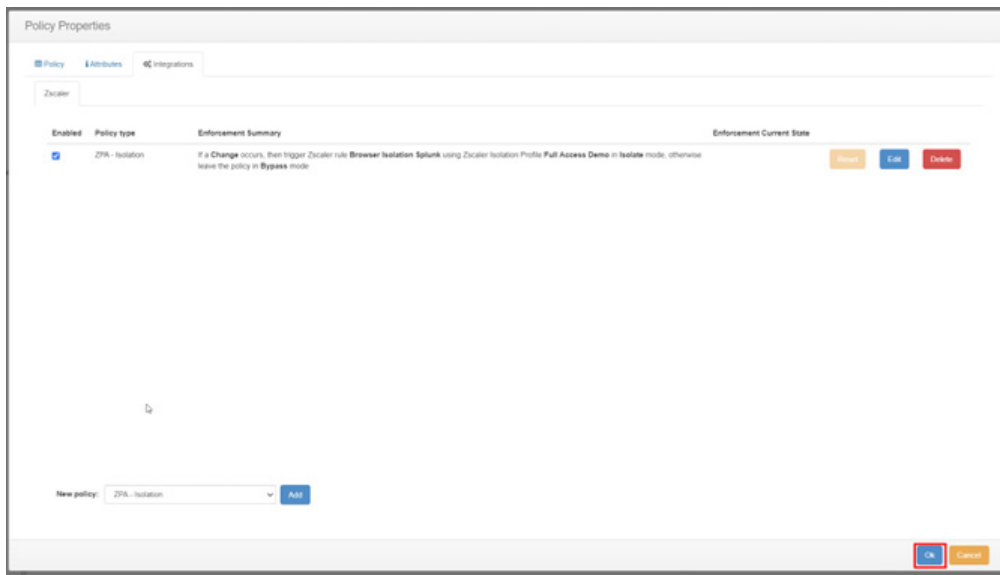 Policy Properties
Policy Attributes Integrations
Zscaler
Enabled Policy type Enforcement Summary Enforcement Current State
ZPA - Isolation If a Change occurs, then trigger Zscaler rule Browser Isolation Splunk using Zscaler Isolation Profile Full Access Demo in Isolate mode, otherwise
leave the policy in Bypass mode
Reset Edit Delete
New policy: ZPA - Isolation Add
Ok Cancel